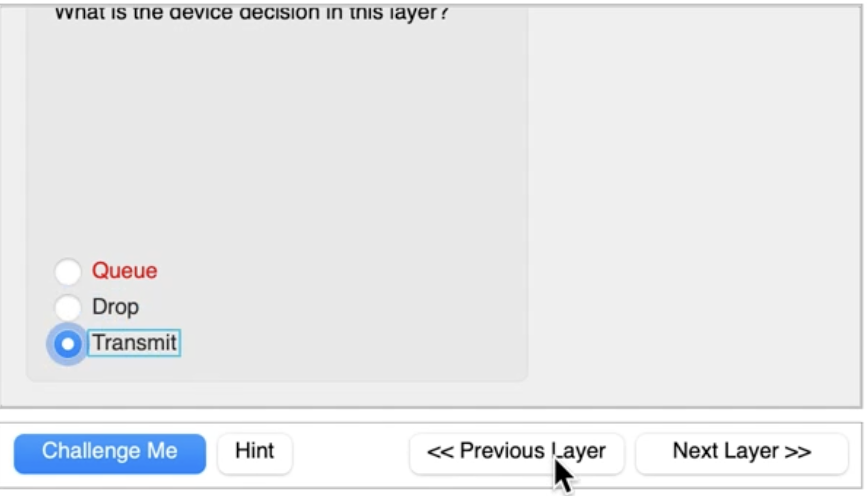 What is the device decision in this layer?
Queue
Drop
Transmit
Challenge Me
Hint
<< Previous Layer
Next Layer >>